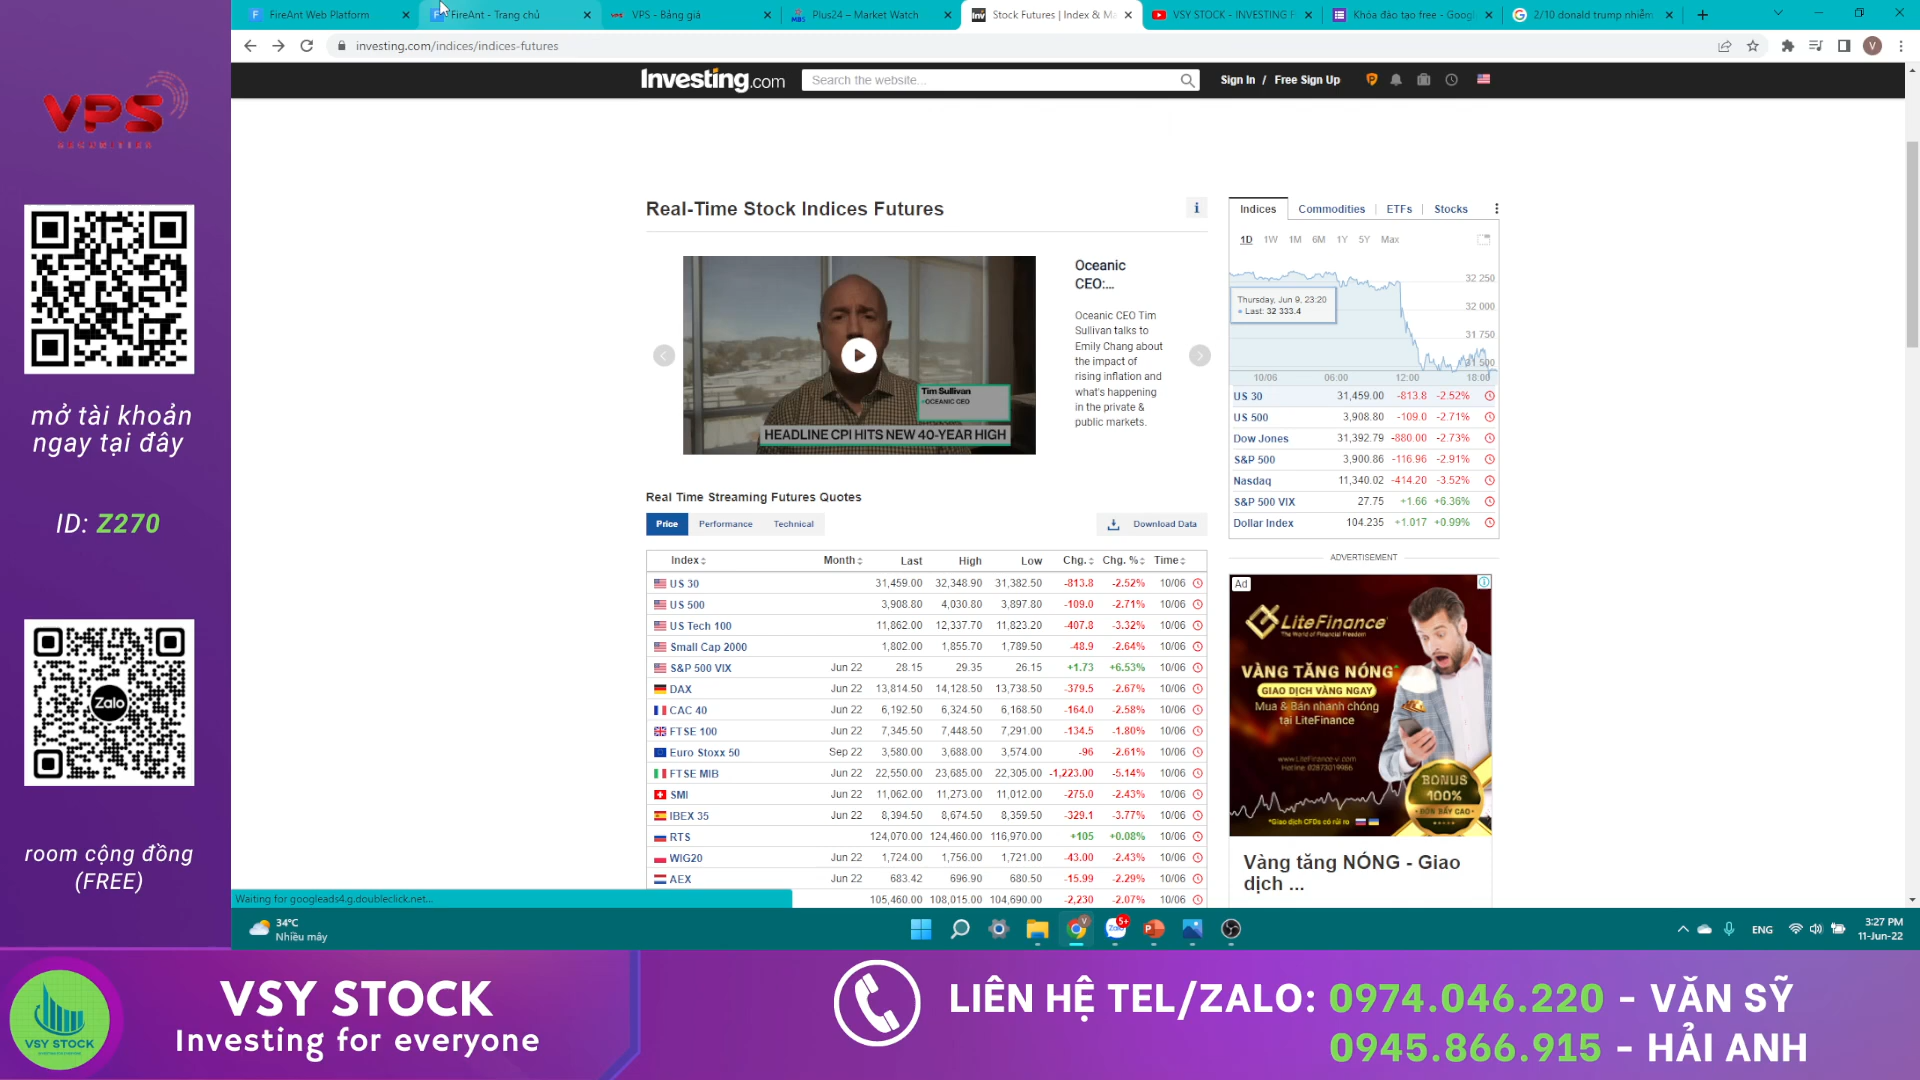 FireAnt Web Platform
FireAnt - Trang chủ
VPS - Bảng giá
Plus24 – Market Watch
Stock Futures | Index & Ma
VSY STOCK - INVESTING F
Khóa đào tạo free - Googl
2/10 donald trump nhiễm
investing.com/indices/indices-futures
V
Investing.com
Search the website...
Sign In / Free Sign Up
VPS
SECURITIES
mở tài khoản
ngay tại đây
ID: Z270
Zalo
room cộng đồng
(FREE)
Real-Time Stock Indices Futures
i
Tim Sullivan
OCEANIC CEO
HEADLINE CPI HITS NEW 40-YEAR HIGH
Oceanic
CEO:...
Oceanic CEO Tim
Sullivan talks to
Emily Chang about
the impact of
rising inflation and
what's happening
in the private &
public markets.
Indices Commodities ETFs Stocks
1D 1W 1M 6M 1Y 5Y Max
32 250
Thursday, Jun 9, 23:20
Last: 32 333.4
32 000
31 750
31 500
10/06 06:00 12:00 18:00
US 30 31,459.00 -813.8 -2.52%
US 500 3,908.80 -109.0 -2.71%
Dow Jones 31,392.79 -880.00 -2.73%
S&P 500 3,900.86 -116.96 -2.91%
Nasdaq 11,340.02 -414.20 -3.52%
S&P 500 VIX 27.75 +1.66 +6.36%
Dollar Index 104.235 +1.017 +0.99%
ADVERTISEMENT
Real Time Streaming Futures Quotes
Price Performance Technical Download Data
Index Month Last High Low Chg. Chg. % Time
US 30 31,459.00 32,348.90 31,382.50 -813.8 -2.52% 10/06
US 500 3,908.80 4,030.80 3,897.80 -109.0 -2.71% 10/06
US Tech 100 11,862.00 12,337.70 11,823.20 -407.8 -3.32% 10/06
Small Cap 2000 1,802.00 1,855.70 1,789.50 -48.9 -2.64% 10/06
S&P 500 VIX Jun 22 28.15 29.35 26.15 +1.73 +6.53% 10/06
DAX Jun 22 13,814.50 14,128.50 13,738.50 -379.5 -2.67% 10/06
CAC 40 Jun 22 6,192.50 6,324.50 6,168.50 -164.0 -2.58% 10/06
FTSE 100 Jun 22 7,345.50 7,448.50 7,291.00 -134.5 -1.80% 10/06
Euro Stoxx 50 Sep 22 3,580.00 3,688.00 3,574.00 -96 -2.61% 10/06
FTSE MIB Jun 22 22,550.00 23,685.00 22,305.00 -1,223.00 -5.14% 10/06
SMI Jun 22 11,062.00 11,273.00 11,012.00 -275.0 -2.43% 10/06
IBEX 35 Jun 22 8,394.50 8,674.50 8,359.50 -329.1 -3.77% 10/06
RTS 124,070.00 124,460.00 116,970.00 +105 +0.08% 10/06
WIG20 Jun 22 1,724.00 1,756.00 1,721.00 -43.00 -2.43% 10/06
AEX Jun 22 683.42 696.90 680.50 -15.99 -2.29% 10/06
105,460.00 108,015.00 104,690.00 -2,230 -2.07% 10/06
Ad
LiteFinance
The World of Financial Freedom
VÀNG TĂNG NÓNG
GIAO DỊCH VÀNG NGAY
Mua & Bán nhanh chóng
tại LiteFinance
www.LiteFinance-vi.com
Hotline: 02873019986
BONUS
100%
ĐÒN BẨY CAO
*Giao dịch CFDs có rủi ro
Vàng tăng NÓNG - Giao
dịch ...
Waiting for googleads4.g.doubleclick.net...
34°C
Nhiều mây
V
Zalo
5+
ENG
3:27 PM
11-Jun-22
VSY STOCK
VSY STOCK
Investing for everyone
LIÊN HỆ TEL/ZALO: 0974.046.220 - VĂN SỸ
0945.866.915 - HẢI ANH